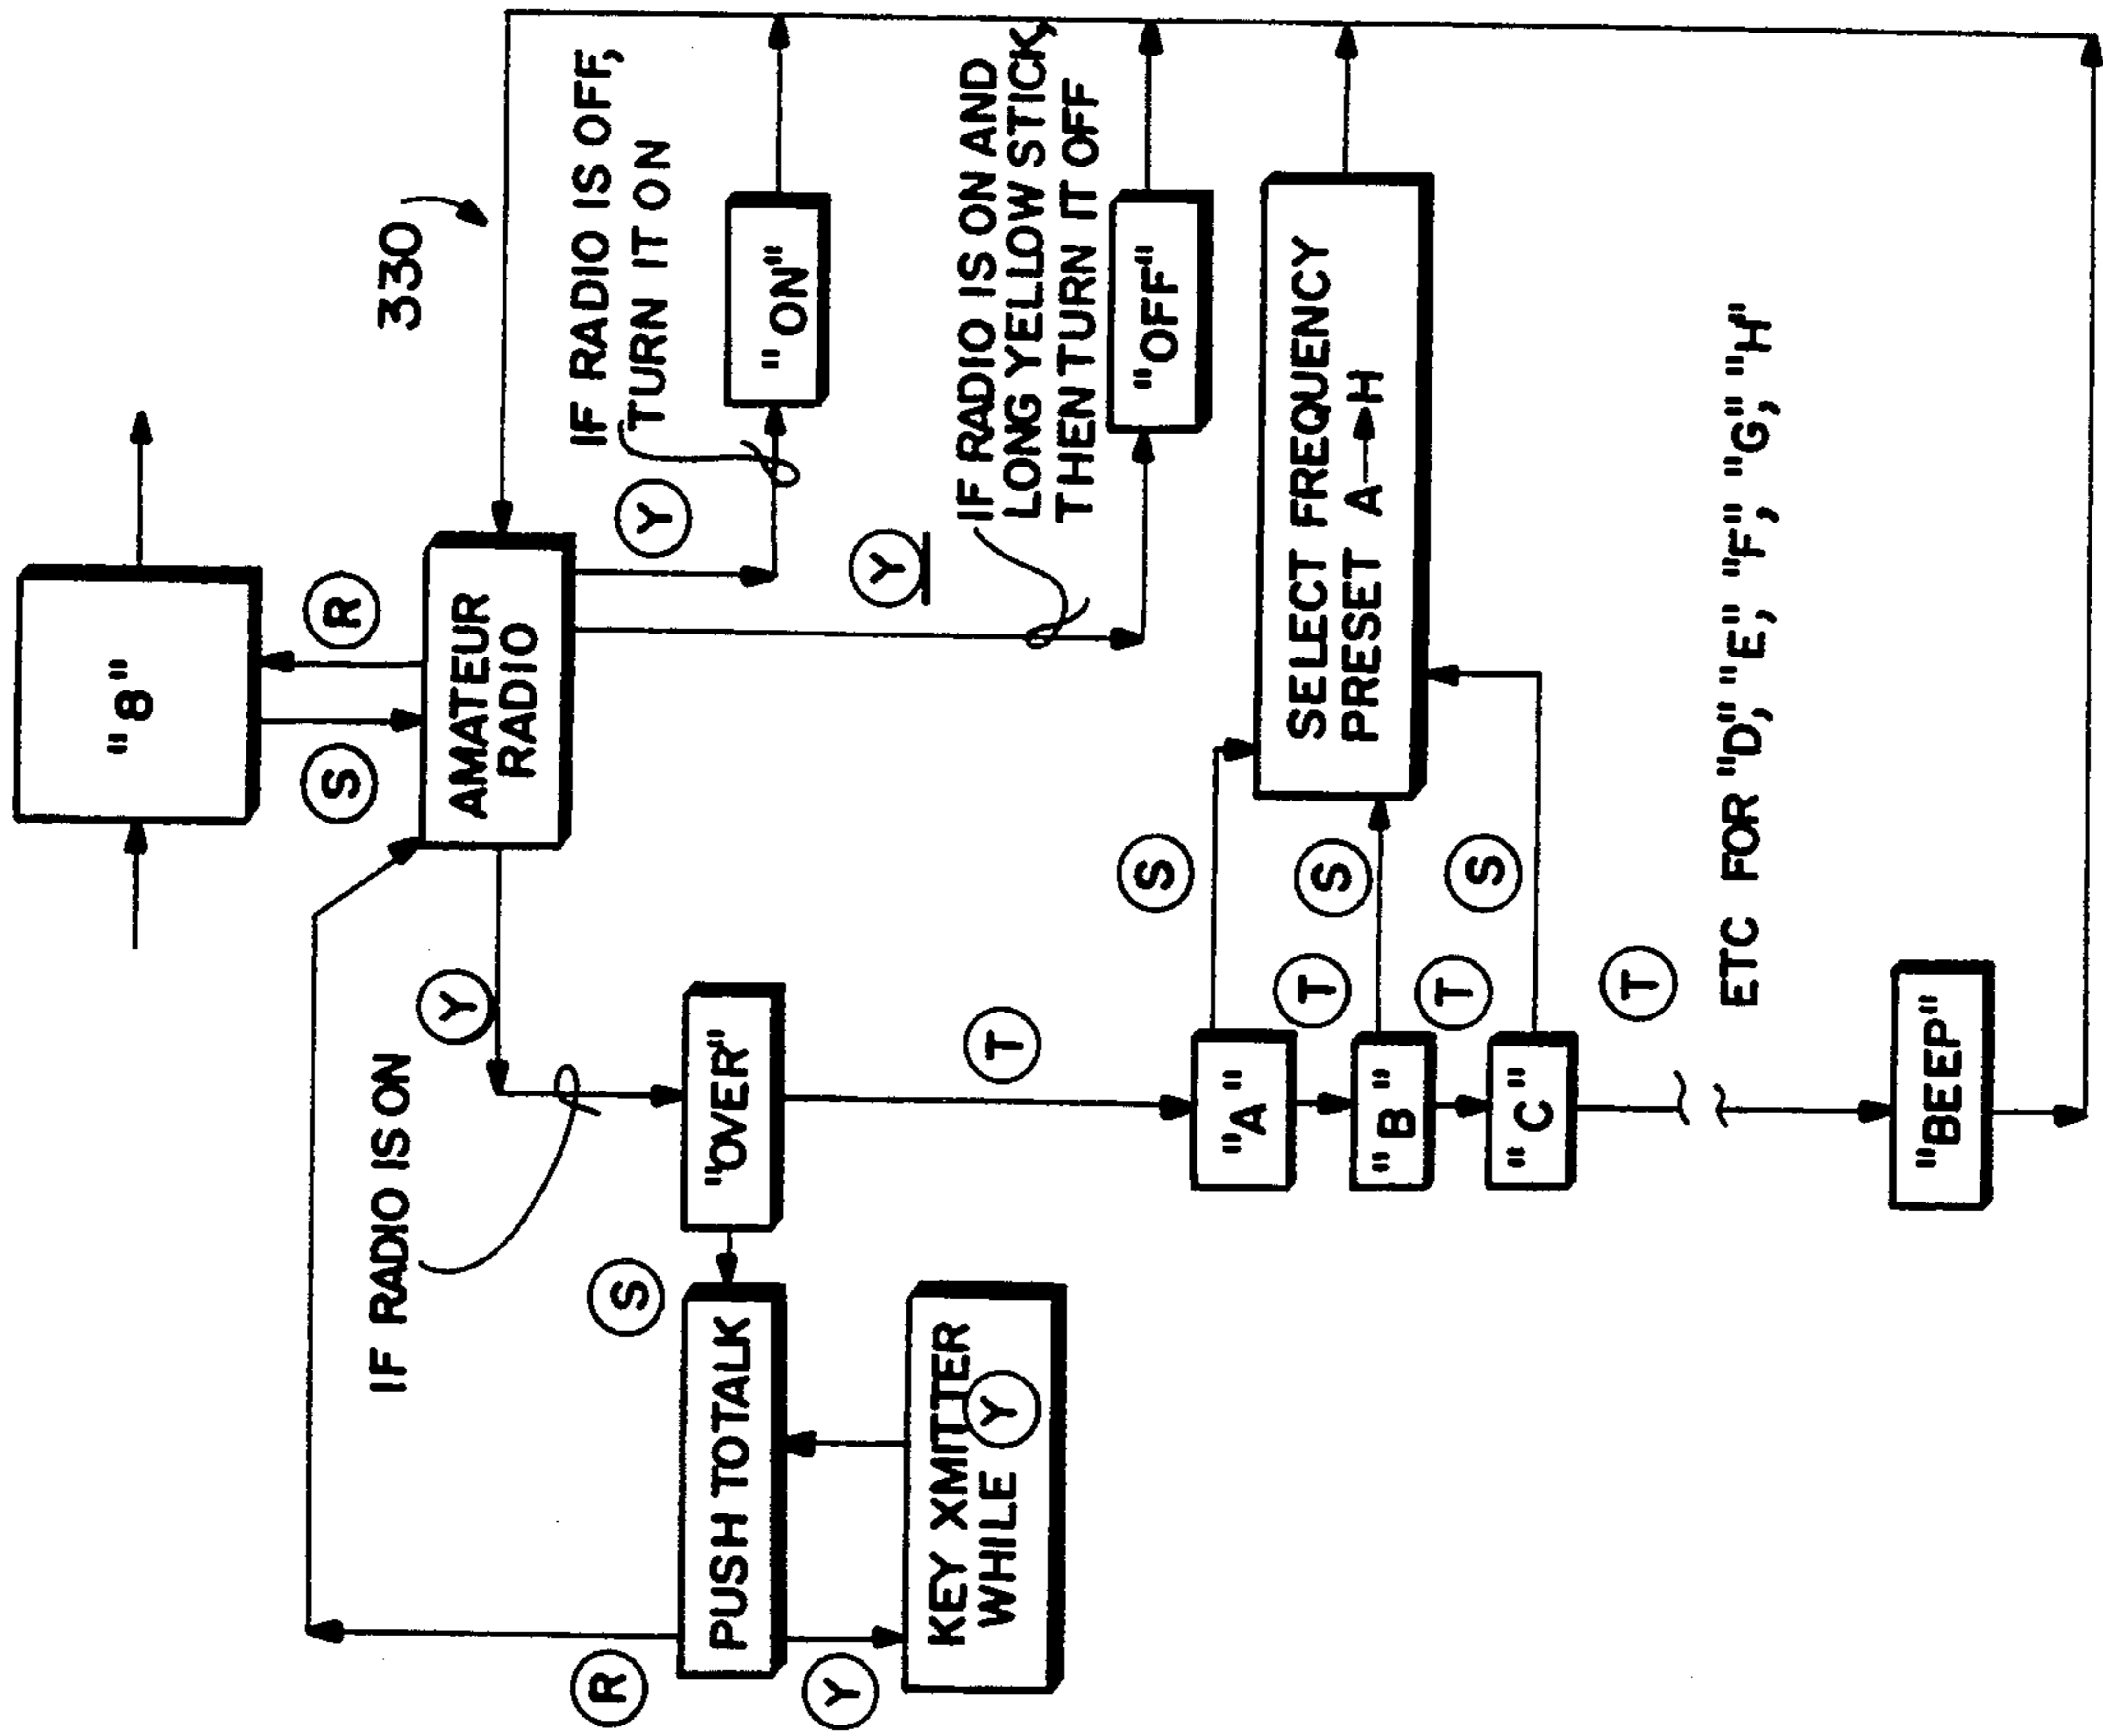 330
"8"
S
R
AMATEUR
RADIO
IF RADIO IS ON
Y
Y
IF RADIO IS OFF,
TURN IT ON
"ON"
Y
IF RADIO IS ON AND
LONG YELLOW STICK,
THEN TURN IT OFF
"OFF"
R
S
PUSH TO TALK
"OVER"
Y
KEY XMITTER
WHILE Y
T
"A"
S
SELECT FREQUENCY
PRESET A→H
T
"B"
S
T
"C"
S
T
ETC FOR "D," "E," "F," "G," "H"
"BEEP"